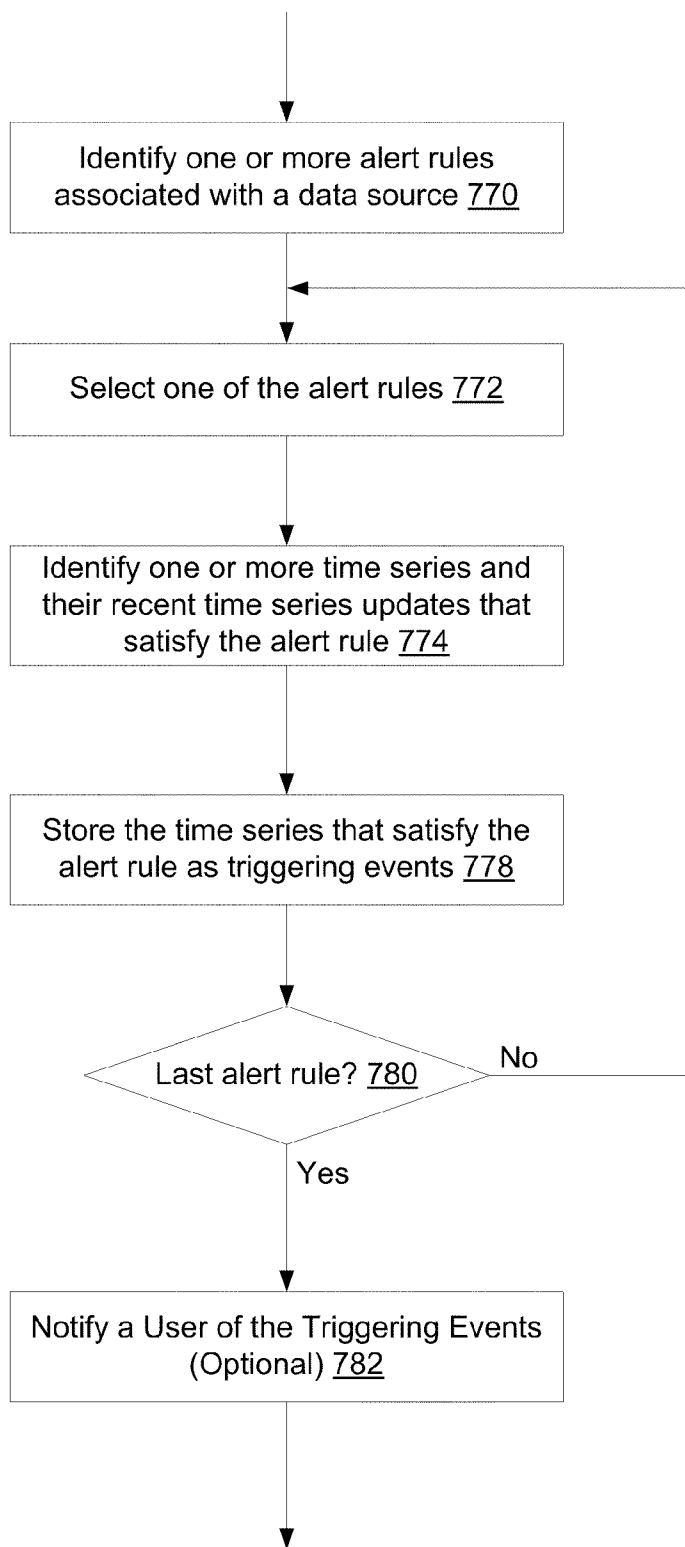 Identify one or more alert rules
associated with a data source 770
Select one of the alert rules 772
Identify one or more time series and
their recent time series updates that
satisfy the alert rule 774
Store the time series that satisfy the
alert rule as triggering events 778
Last alert rule? 780
No
Yes
Notify a User of the Triggering Events
(Optional) 782